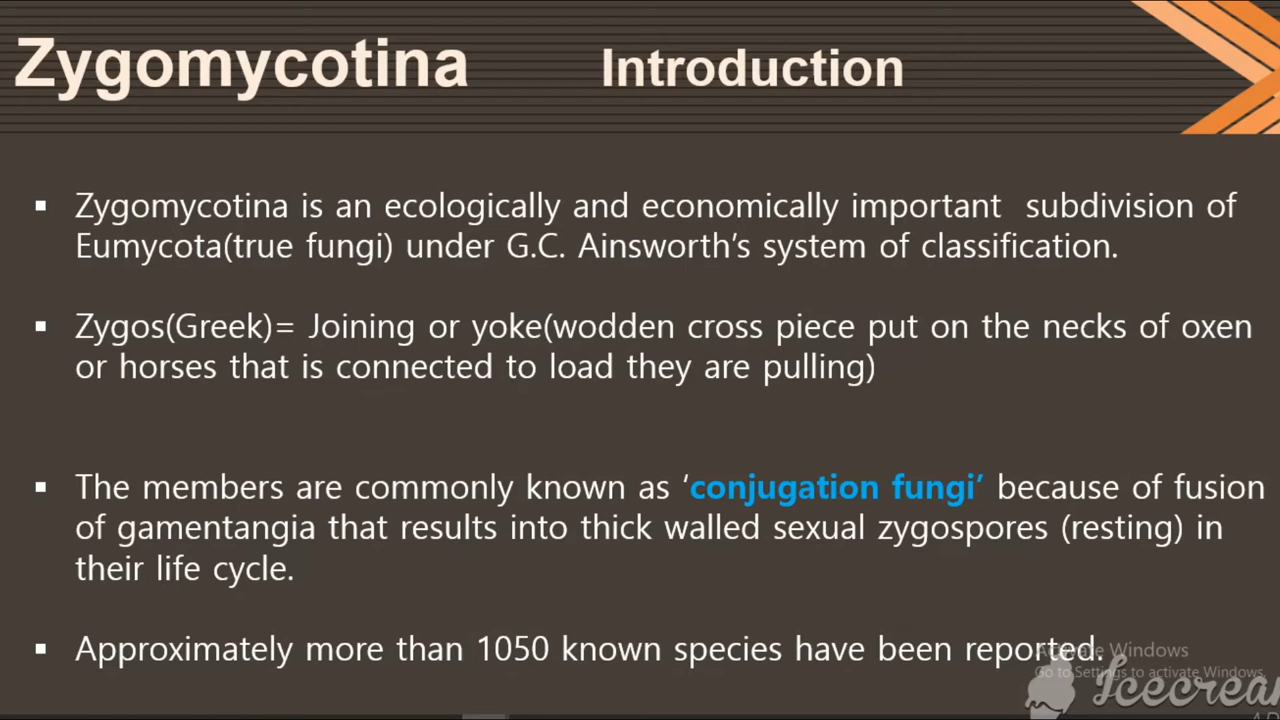 Zygomycotina Introduction
▪ Zygomycotina is an ecologically and economically important subdivision of
Eumycota(true fungi) under G.C. Ainsworth’s system of classification.
▪ Zygos(Greek)= Joining or yoke(wodden cross piece put on the necks of oxen
or horses that is connected to load they are pulling)
▪ The members are commonly known as ‘conjugation fungi’ because of fusion
of gamentangia that results into thick walled sexual zygospores (resting) in
their life cycle.
▪ Approximately more than 1050 known species have been reported.
Activate Windows
Go to Settings to activate Windows.
Icecrea